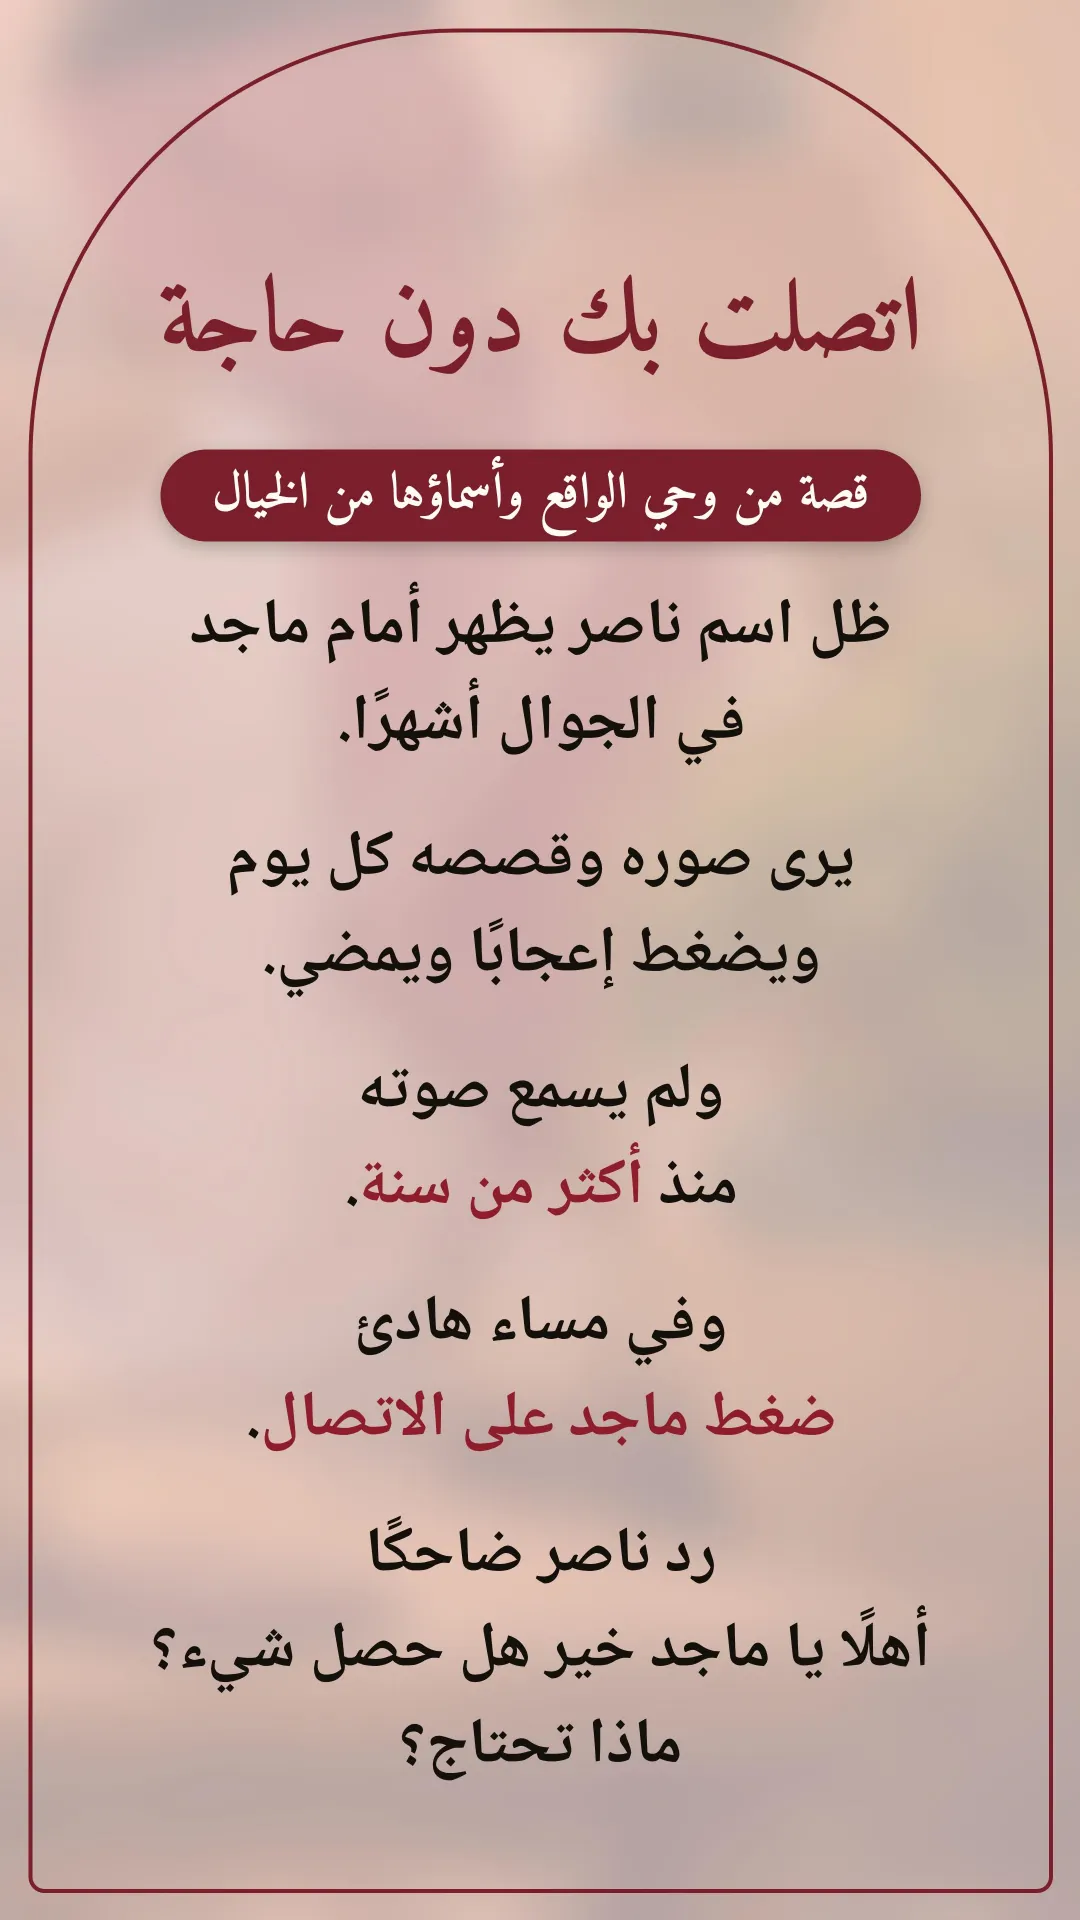 اتصلت بك دون حاجة
قصة من وحي الواقع وأسماؤها من الخيال
ظل اسم ناصر يظهر أمام ماجد
في الجوال أشهرًا.
يرى صوره وقصصه كل يوم
ويضغط إعجابًا ويمضي.
ولم يسمع صوته
منذ أكثر من سنة.
وفي مساء هادئ
ضغط ماجد على الاتصال.
رد ناصر ضاحكًا
أهلًا يا ماجد خير هل حصل شيء؟
ماذا تحتاج؟